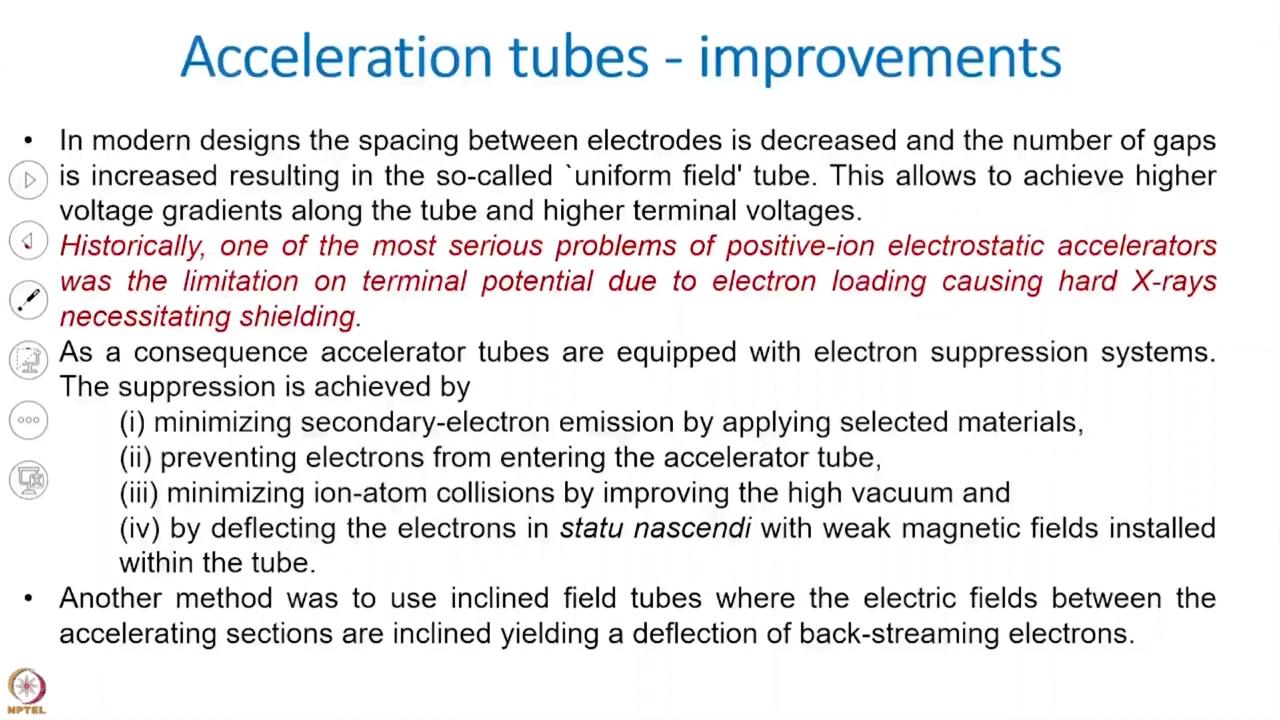 Acceleration tubes - improvements
• In modern designs the spacing between electrodes is decreased and the number of gaps
is increased resulting in the so-called `uniform field' tube. This allows to achieve higher
voltage gradients along the tube and higher terminal voltages.
Historically, one of the most serious problems of positive-ion electrostatic accelerators
was the limitation on terminal potential due to electron loading causing hard X-rays
necessitating shielding.
As a consequence accelerator tubes are equipped with electron suppression systems.
The suppression is achieved by
(i) minimizing secondary-electron emission by applying selected materials,
(ii) preventing electrons from entering the accelerator tube,
(iii) minimizing ion-atom collisions by improving the high vacuum and
(iv) by deflecting the electrons in statu nascendi with weak magnetic fields installed
within the tube.
• Another method was to use inclined field tubes where the electric fields between the
accelerating sections are inclined yielding a deflection of back-streaming electrons.
NPTEL